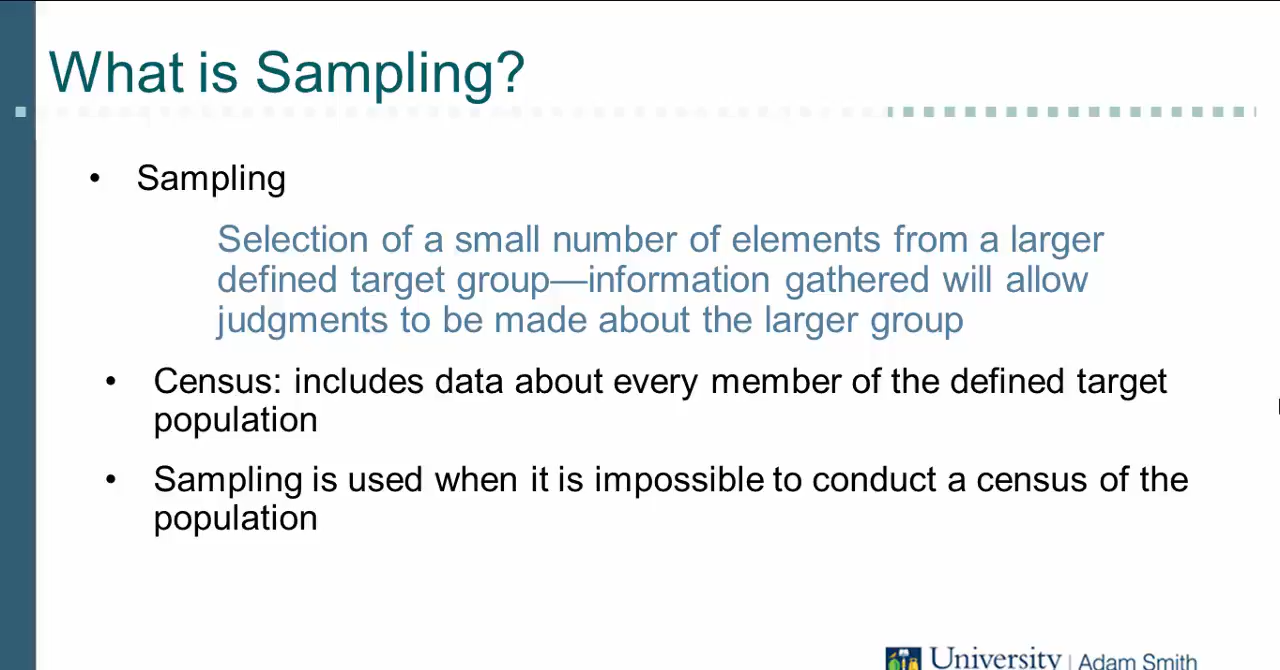 What is Sampling?
• Sampling
Selection of a small number of elements from a larger
defined target group—information gathered will allow
judgments to be made about the larger group
• Census: includes data about every member of the defined target
population
• Sampling is used when it is impossible to conduct a census of the
population
University | Adam Smith